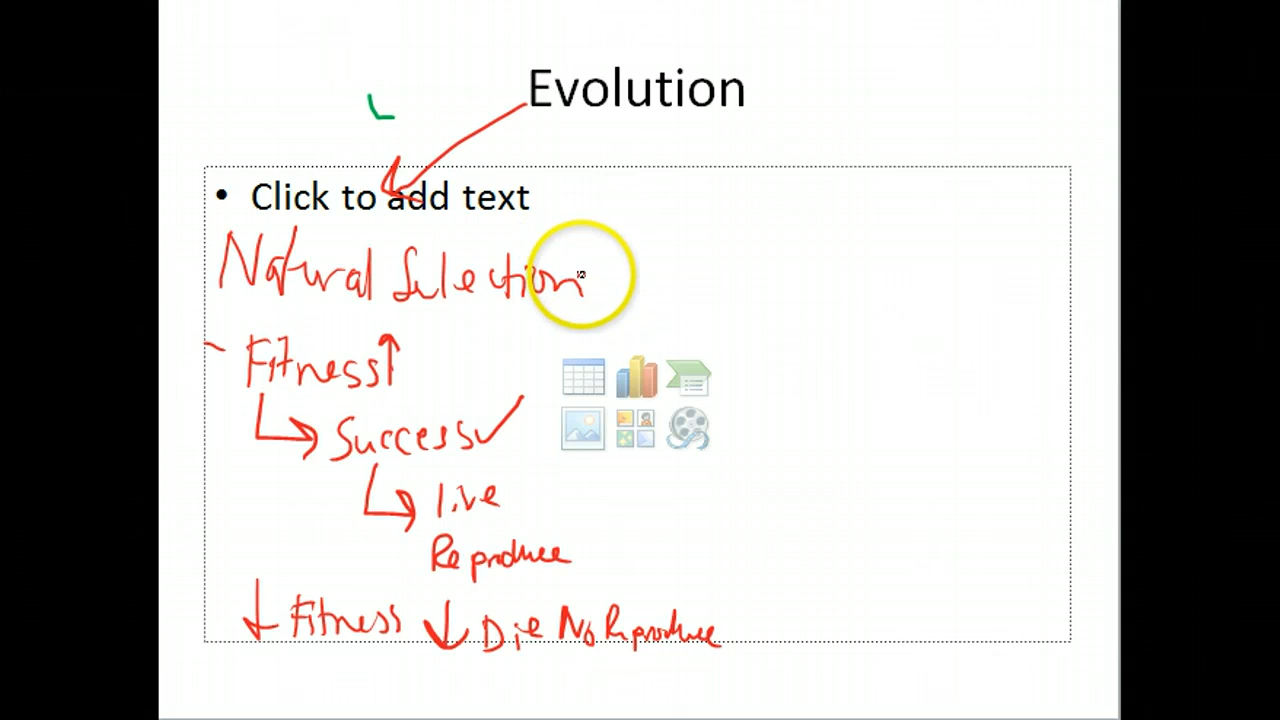 Evolution
• Click to add text
Natural Selection
- Fitness↑
↳ Success✓
↳ live
Reproduce
↓ Fitness ↓ Die No Reproduce